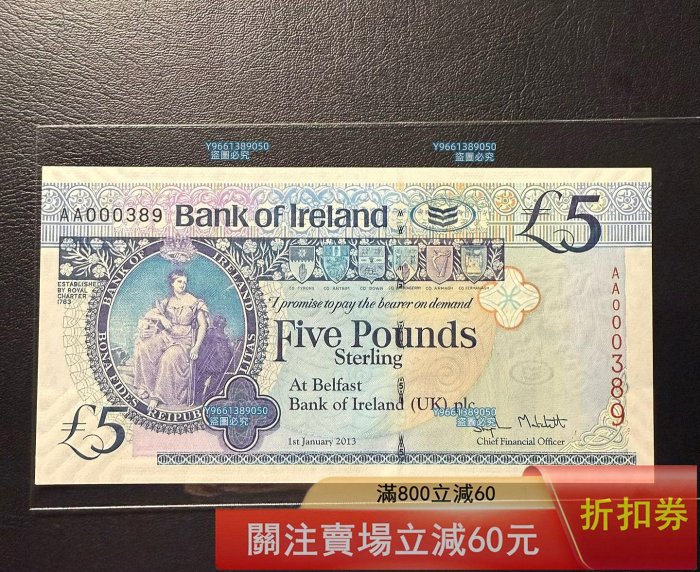 Y9661389050
盜圖必究
Y9661389050
盜圖必究
AA000389
Bank of Ireland
£5
ESTABLISHED
BY ROYAL
CHARTER
1783
BANK OF IRELAND
BONA FIDES REIPUBLICAE STABILITAS
CO TYRONE CO ANTRIM CO DOWN CO LONDONDERRY CO ARMAGH CO FERMANAGH
I promise to pay the bearer on demand
Five Pounds
Sterling
At Belfast
Bank of Ireland (UK) plc
1st January 2013
Chief Financial Officer
AA000389
£5
Y9661389050
盜圖必究
Y9661389050
盜圖必究
滿800立減60
關注賣場立減60元
折扣券